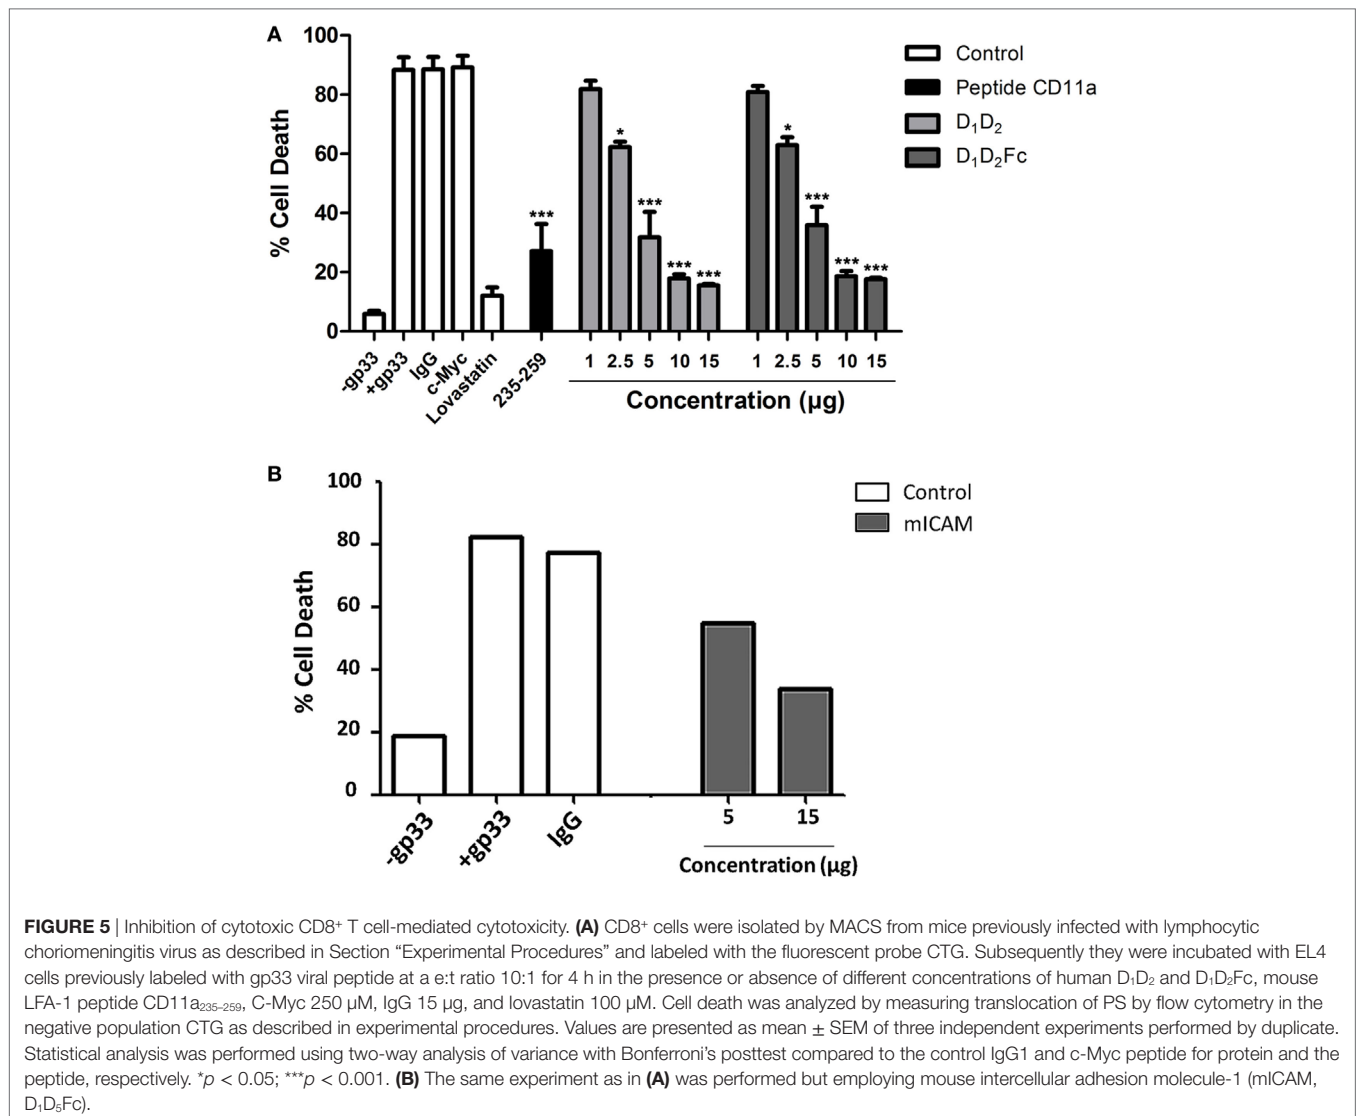 A
100
80
60
40
20
0
% Cell Death
* *
*** *** ***
*** *** *** ***
-gp33 +gp33 IgG c-Myc Lovastatin 235-259 1 2.5 5 10 15 1 2.5 5 10 15
Concentration (µg)
Control
Peptide CD11a
D₁D₂
D₁D₂Fc
B
100
80
60
40
20
0
% Cell Death
-gp33 +gp33 IgG 5 15
Concentration (µg)
Control
mICAM
FIGURE 5 | Inhibition of cytotoxic CD8⁺ T cell-mediated cytotoxicity. (A) CD8⁺ cells were isolated by MACS from mice previously infected with lymphocytic
choriomeningitis virus as described in Section “Experimental Procedures” and labeled with the fluorescent probe CTG. Subsequently they were incubated with EL4
cells previously labeled with gp33 viral peptide at a e:t ratio 10:1 for 4 h in the presence or absence of different concentrations of human D₁D₂ and D₁D₂Fc, mouse
LFA-1 peptide CD11a₂₃₅₋₂₅₉, C-Myc 250 µM, IgG 15 µg, and lovastatin 100 µM. Cell death was analyzed by measuring translocation of PS by flow cytometry in the
negative population CTG as described in experimental procedures. Values are presented as mean ± SEM of three independent experiments performed by duplicate.
Statistical analysis was performed using two-way analysis of variance with Bonferroni’s posttest compared to the control IgG1 and c-Myc peptide for protein and the
peptide, respectively. *p < 0.05; ***p < 0.001. (B) The same experiment as in (A) was performed but employing mouse intercellular adhesion molecule-1 (mICAM,
D₁D₅Fc).